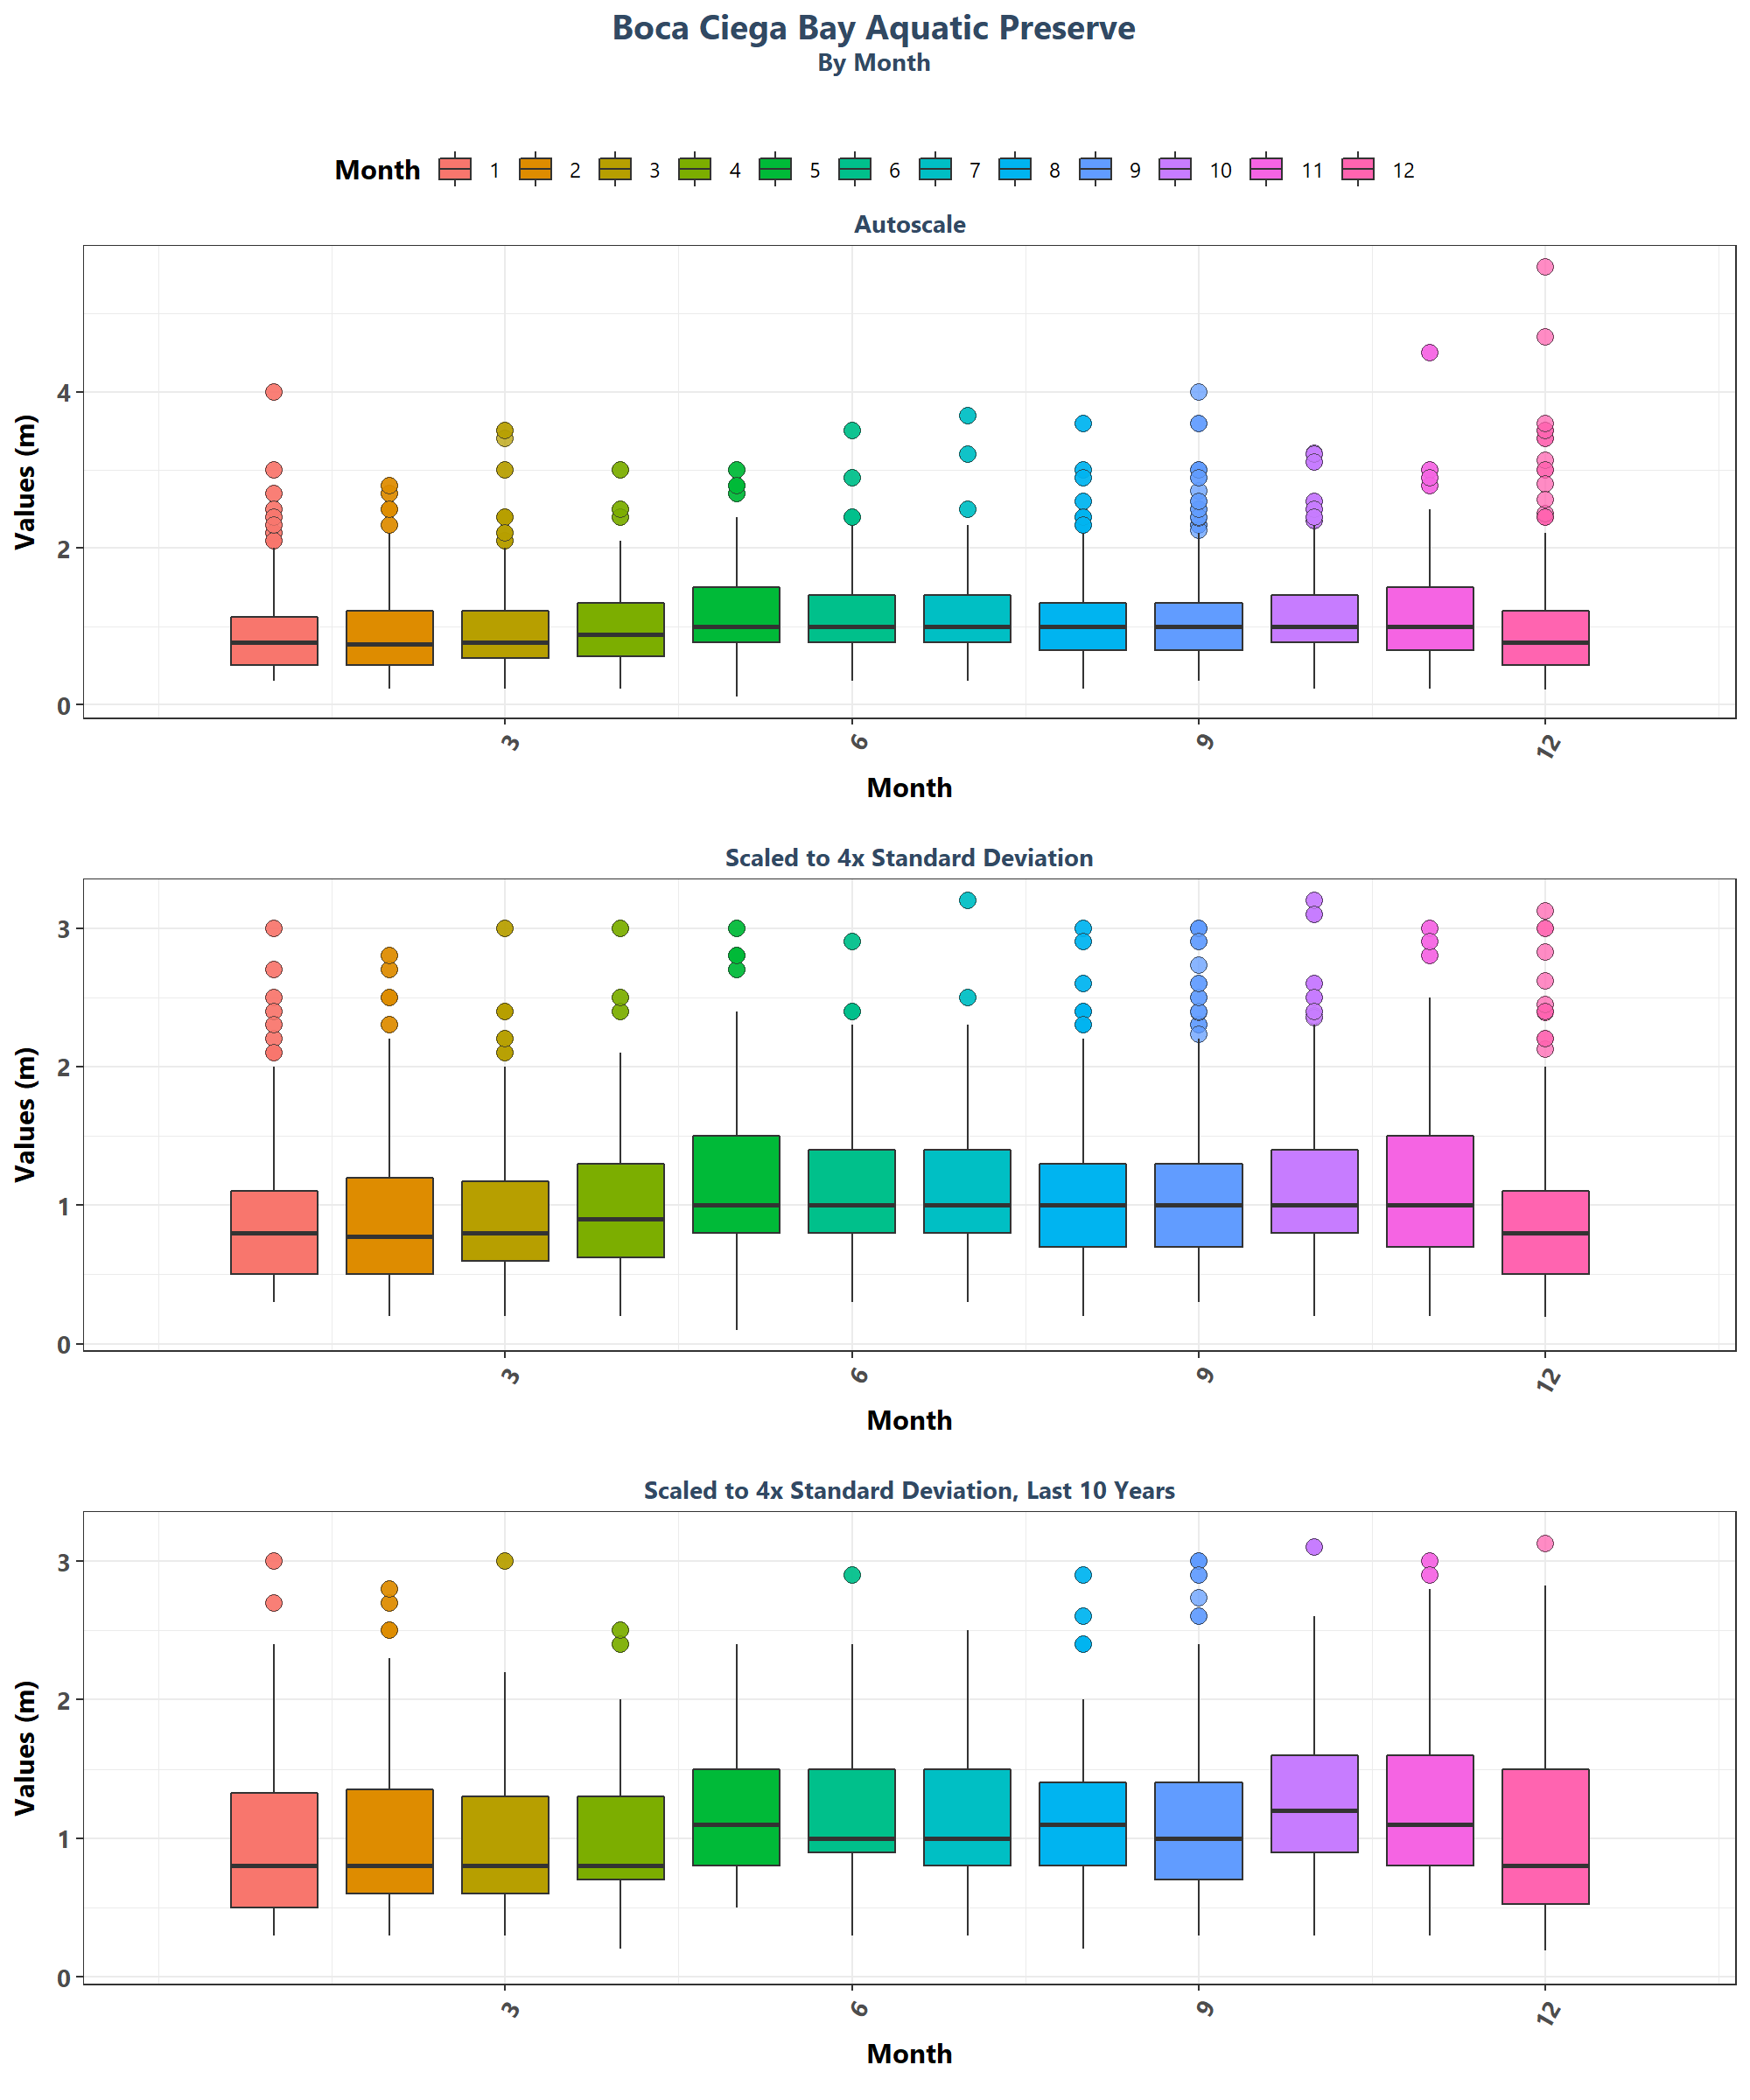 Boca Ciega Bay Aquatic Preserve
By Month
Month 1 2 3 4 5 6 7 8 9 10 11 12
Autoscale
Values (m)
4
2
0
3 6 9 12
Month
Scaled to 4x Standard Deviation
Values (m)
3
2
1
0
3 6 9 12
Month
Scaled to 4x Standard Deviation, Last 10 Years
Values (m)
3
2
1
0
3 6 9 12
Month